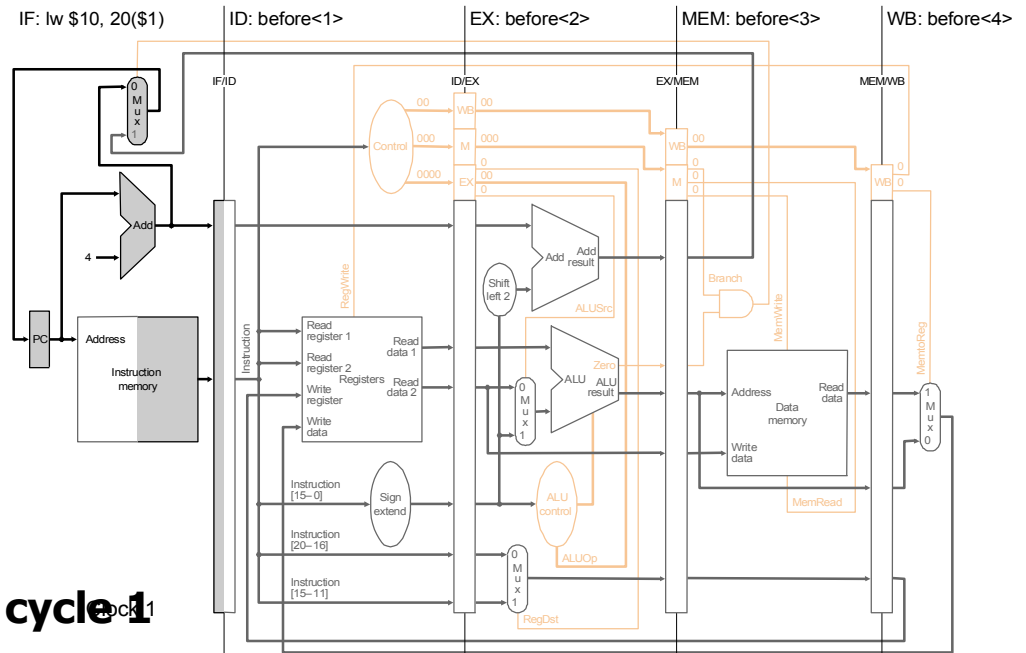 IF: lw $10, 20($1)
ID: before<1>
EX: before<2>
MEM: before<3>
WB: before<4>
IF/ID
ID/EX
EX/MEM
MEM/WB
0
M
u
x
1
Add
4
PC
Address
Instruction
memory
Instruction
RegWrite
Control
00
000
0000
WB
M
EX
00
000
0
00
0
0
WB
M
00
0
0
0
WB
0
0
Read
register 1
Read
register 2
Write
register
Write
data
Registers
Read
data 1
Read
data 2
Instruction
[15–0]
Sign
extend
Instruction
[20–16]
Instruction
[15–11]
Shift
left 2
Add
Add
result
ALUSrc
0
M
u
x
1
Zero
ALU
ALU
result
ALU
control
ALUOp
0
M
u
x
1
RegDst
Branch
MemWrite
Address
Write
data
Read
data
Data
memory
MemRead
MemtoReg
1
M
u
x
0
Clock 1
cycle 1